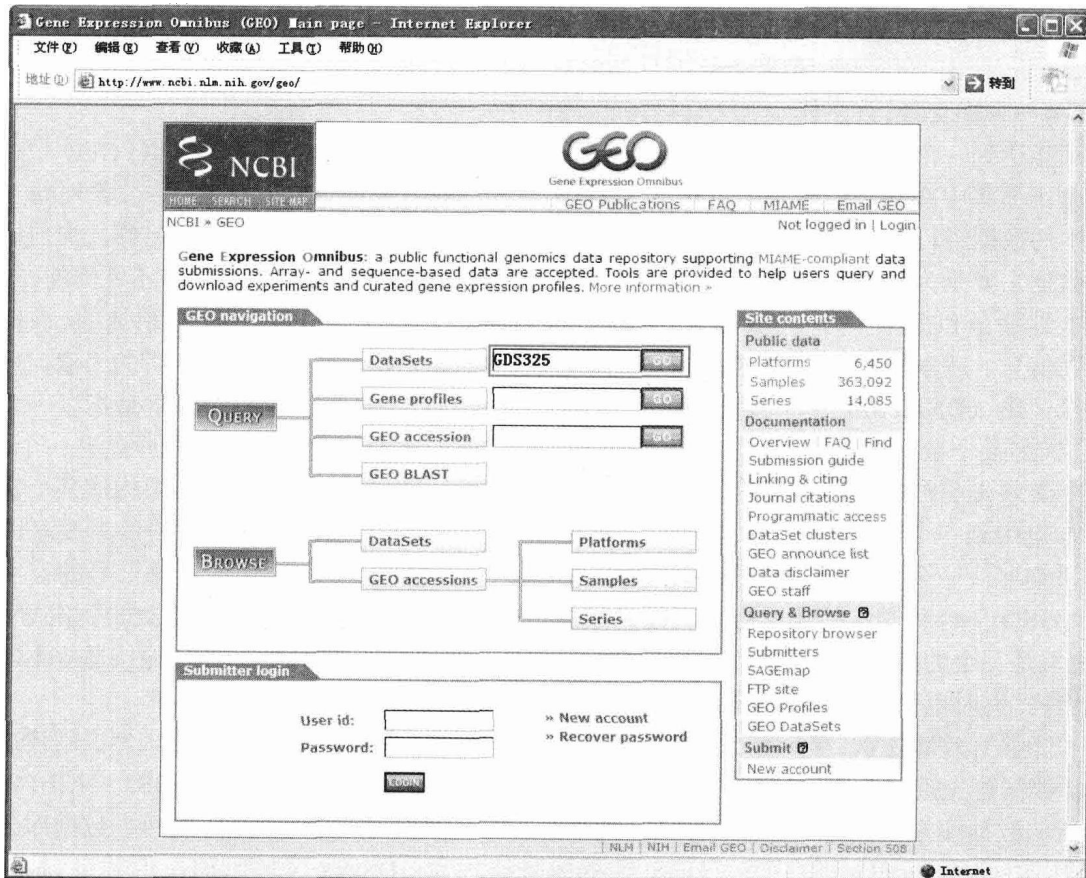 Gene Expression Omnibus (GEO) Main page - Internet Explorer
文件(F) 编辑(E) 查看(V) 收藏(A) 工具(T) 帮助(H)
地址(D) http://www.ncbi.nlm.nih.gov/geo/ 转到
NCBI
HOME SEARCH SITE MAP
GEO
Gene Expression Omnibus
GEO Publications FAQ MIAME Email GEO
NCBI » GEO
Not logged in | Login
Gene Expression Omnibus: a public functional genomics data repository supporting MIAME-compliant data
submissions. Array- and sequence-based data are accepted. Tools are provided to help users query and
download experiments and curated gene expression profiles. More information »
GEO navigation
QUERY
DataSets GDS325 GO
Gene profiles GO
GEO accession GO
GEO BLAST
BROWSE
DataSets
GEO accessions
Platforms
Samples
Series
Submitter login
User id:
Password:
LOGIN
» New account
» Recover password
Site contents
Public data
Platforms 6,450
Samples 363,092
Series 14,085
Documentation
Overview | FAQ | Find
Submission guide
Linking & citing
Journal citations
Programmatic access
DataSet clusters
GEO announce list
Data disclaimer
GEO staff
Query & Browse ?
Repository browser
Submitters
SAGEmap
FTP site
GEO Profiles
GEO DataSets
Submit ?
New account
| NLM | NIH | Email GEO | Disclaimer | Section 508 |
Internet